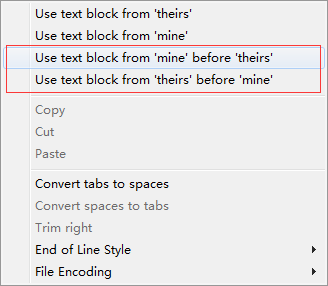 Use text block from 'theirs'
Use text block from 'mine'
Use text block from 'mine' before 'theirs'
Use text block from 'theirs' before 'mine'
Copy
Cut
Paste
Convert tabs to spaces
Convert spaces to tabs
Trim right
End of Line Style
File Encoding